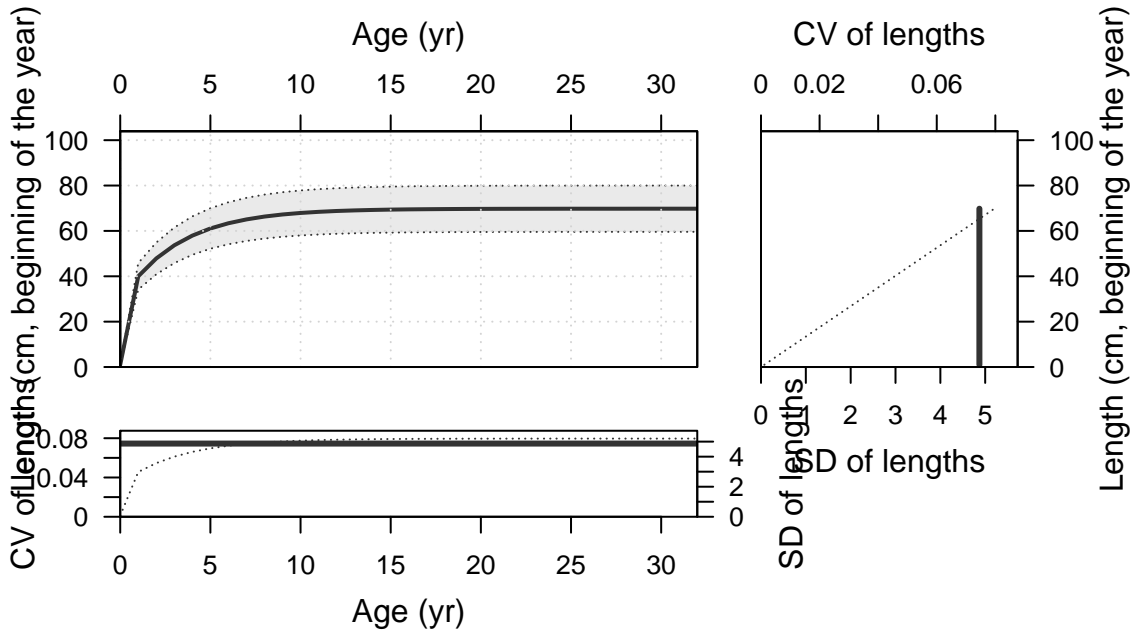 Age (yr)
CV of lengths
0 5 10 15 20 25 30
0 0.02 0.06
Length (cm, beginning of the year)
100
80
60
40
20
0
100
80
60
40
20
0
Length (cm, beginning of the year)
0 1 2 3 4 5
SD of lengths
CV of lengths
0.08
0.04
0
4
2
0
SD of lengths
0 5 10 15 20 25 30
Age (yr)